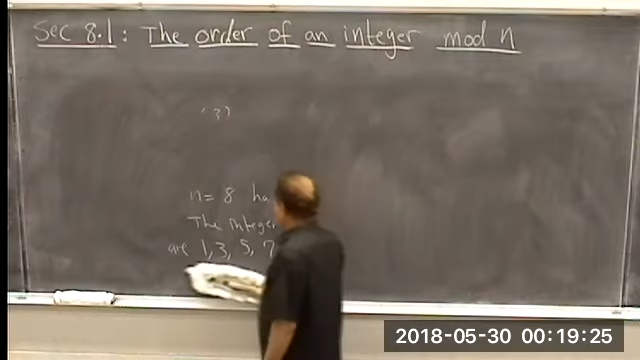 Sec 8.1: The order of an integer mod n
(3)
n = 8 ha
The integer
are 1, 3, 5, 7
2018-05-30 00:19:25